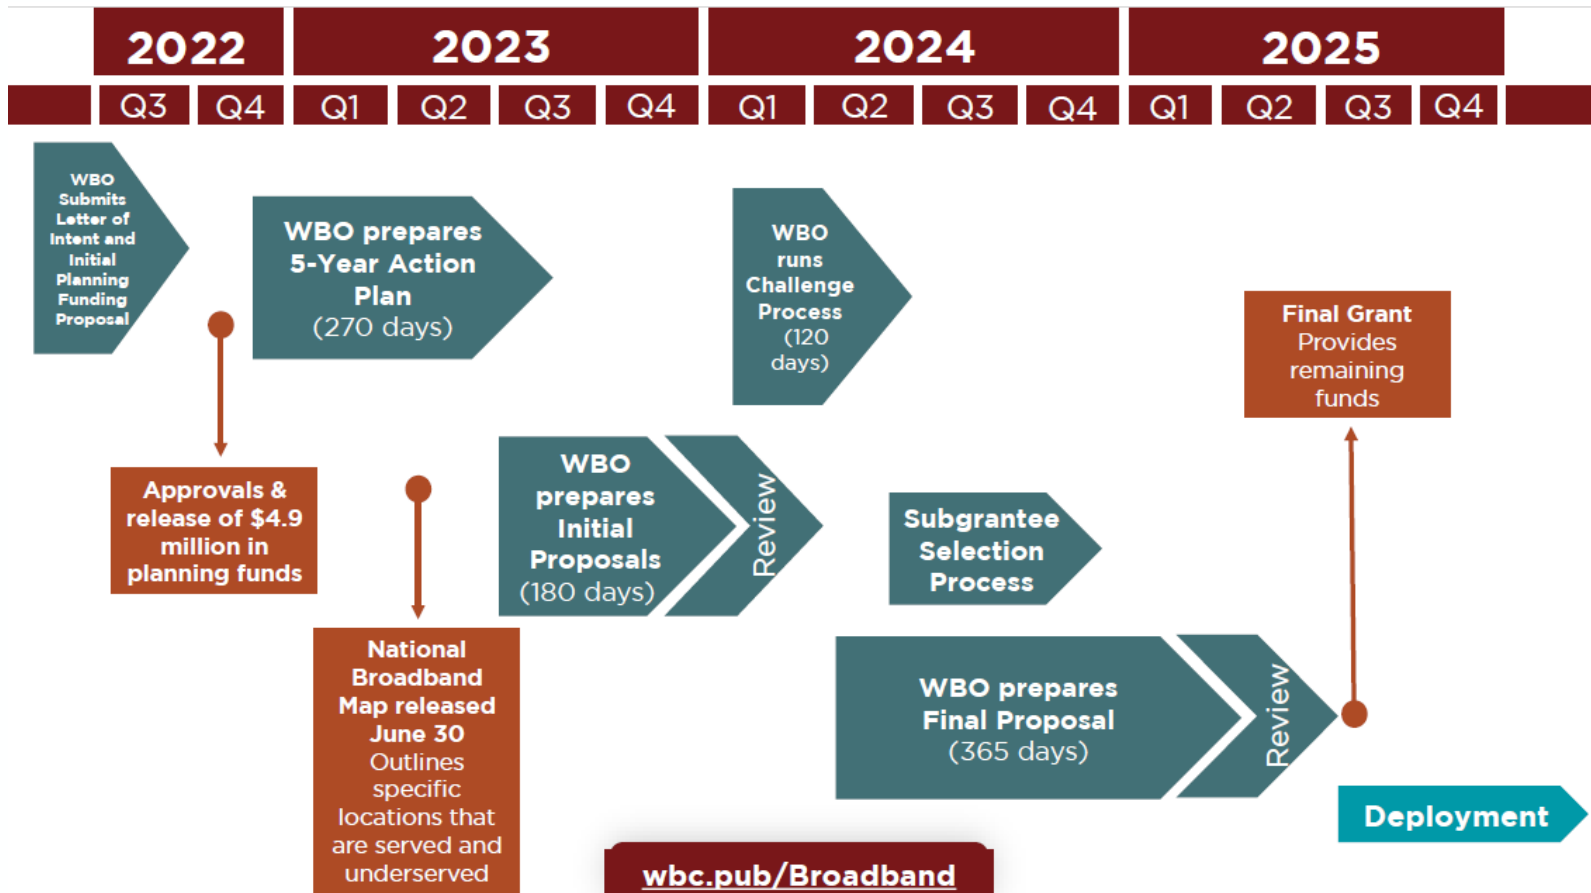 2022
2023
2024
2025
Q3
Q4
Q1
Q2
Q3
Q4
Q1
Q2
Q3
Q4
Q1
Q2
Q3
Q4
WBO
Submits
Letter of
Intent and
Initial
Planning
Funding
Proposal
WBO prepares
5-Year Action
Plan
(270 days)
WBO
runs
Challenge
Process
(120
days)
Final Grant
Provides
remaining
funds
Approvals &
release of $4.9
million in
planning funds
WBO
prepares
Initial
Proposals
(180 days)
Review
Subgrantee
Selection
Process
National
Broadband
Map released
June 30
Outlines
specific
locations that
are served and
underserved
WBO prepares
Final Proposal
(365 days)
Review
Deployment
wbc.pub/Broadband